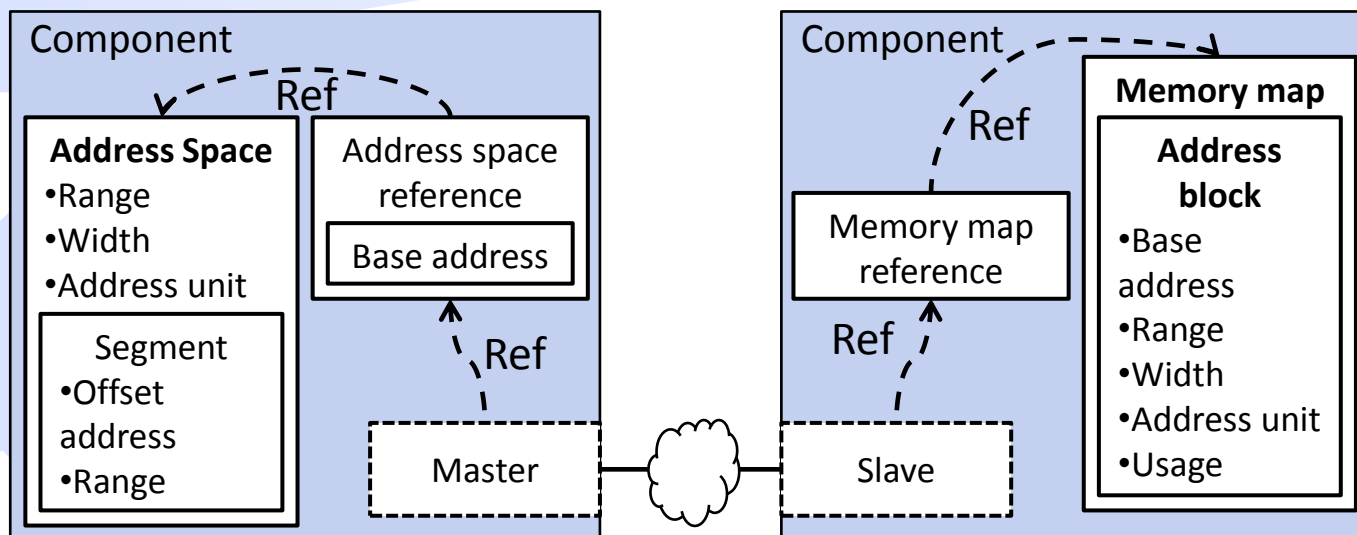 Component
Ref
Address Space
•Range
•Width
•Address unit
Segment
•Offset
address
•Range
Address space
reference
Base address
Ref
Master
Component
Ref
Memory map
reference
Ref
Slave
Memory map
Address
block
•Base
address
•Range
•Width
•Address unit
•Usage